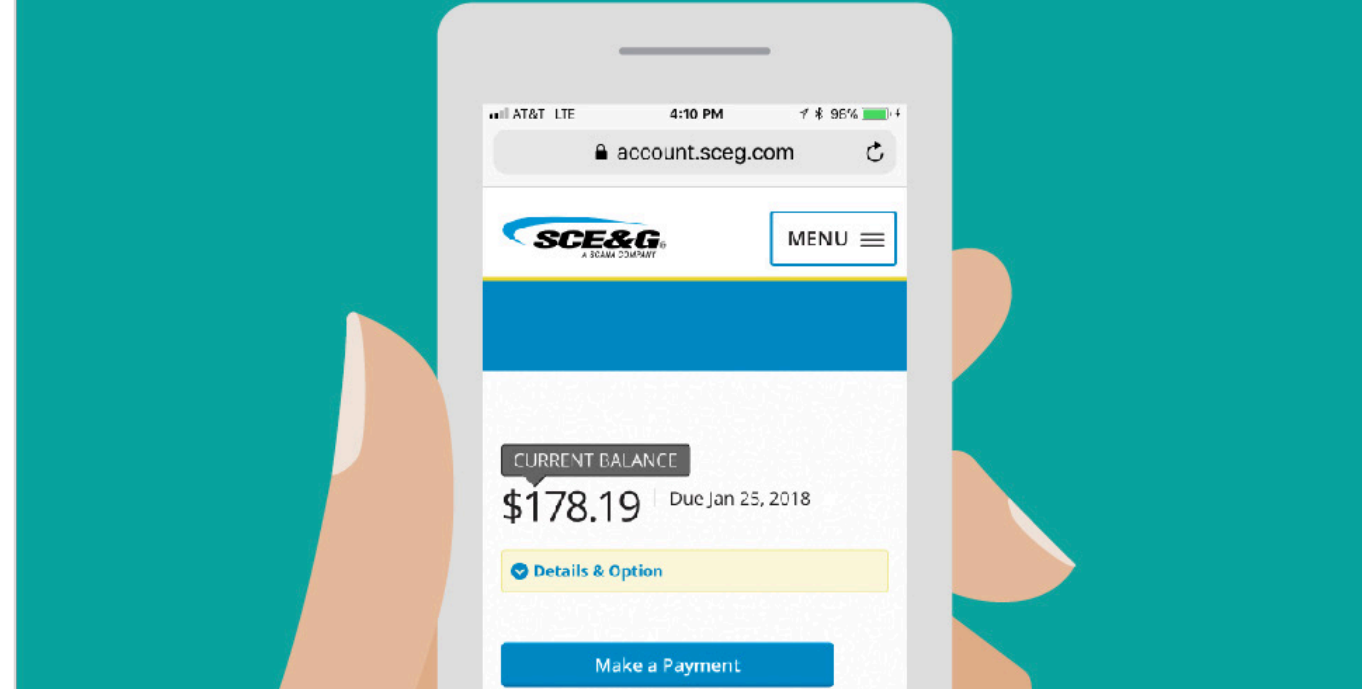 AT&T LTE 4:10 PM 96%
account.sceg.com
SCE&G
MENU
A SCANA COMPANY
CURRENT BALANCE
$178.19 Due Jan 25, 2018
Details & Option
Make a Payment